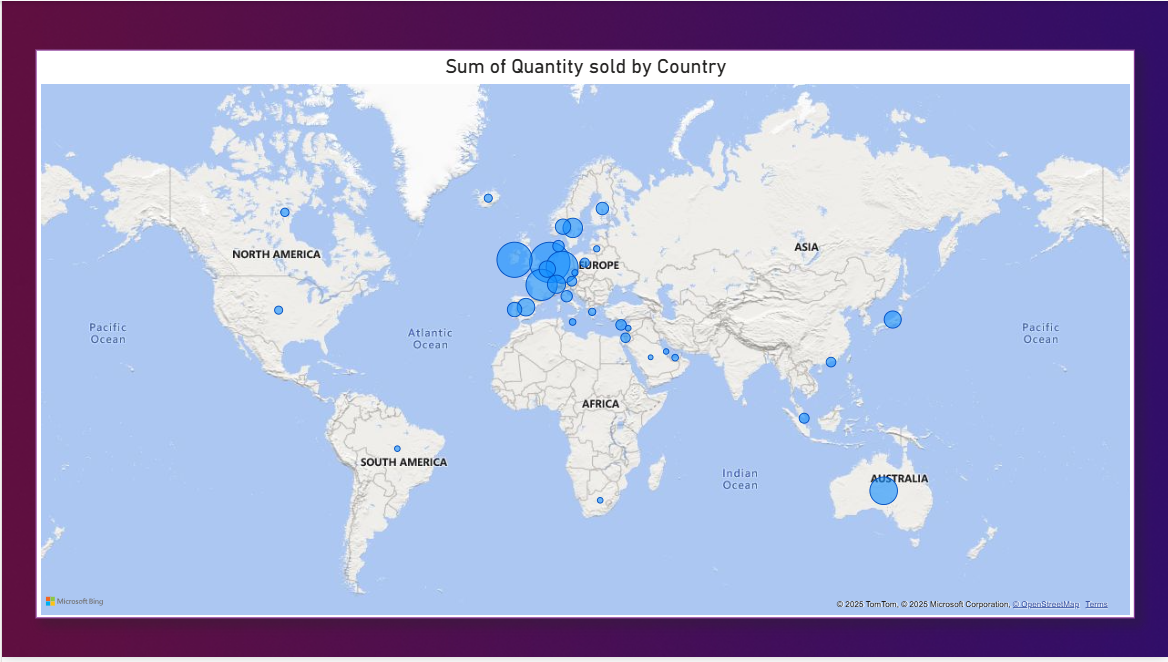 Sum of Quantity sold by Country
NORTH AMERICA
EUROPE
ASIA
Pacific
Ocean
Atlantic
Ocean
Pacific
Ocean
AFRICA
SOUTH AMERICA
Indian
Ocean
AUSTRALIA
Microsoft Bing
© 2025 TomTom, © 2025 Microsoft Corporation, © OpenStreetMap Terms